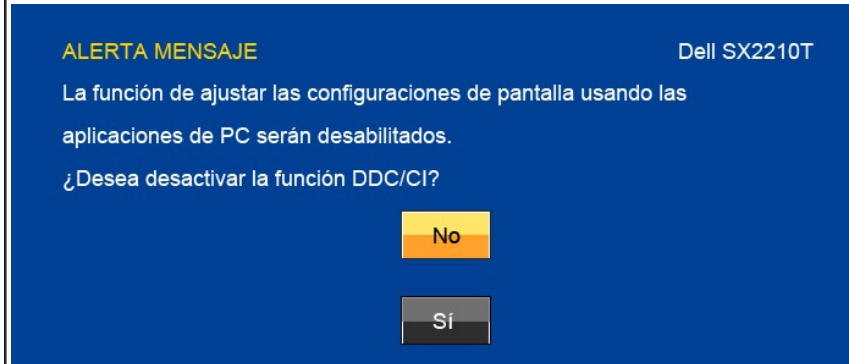 ALERTA MENSAJE Dell SX2210T
La función de ajustar las configuraciones de pantalla usando las
aplicaciones de PC serán desabilitados.
¿Desea desactivar la función DDC/CI?
No
Sí